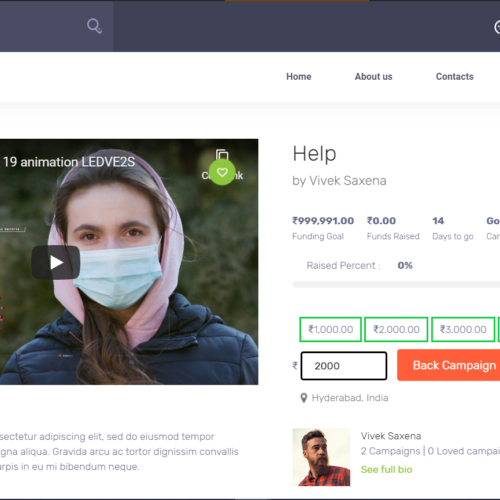 Home About us Contacts
19 animation LEDVE2S
Help
by Vivek Saxena
₹999,991.00 ₹0.00 14 Go
Funding Goal Funds Raised Days to go Car
Raised Percent : 0%
₹1,000.00 ₹2,000.00 ₹3,000.00
₹ 2000 Back Campaign
Hyderabad, India
sectetur adipiscing elit, sed do eiusmod tempor
gna aliqua. Gravida arcu ac tortor dignissim convallis
urpis in eu mi bibendum neque.
Vivek Saxena
2 Campaigns | 0 Loved campai
See full bio